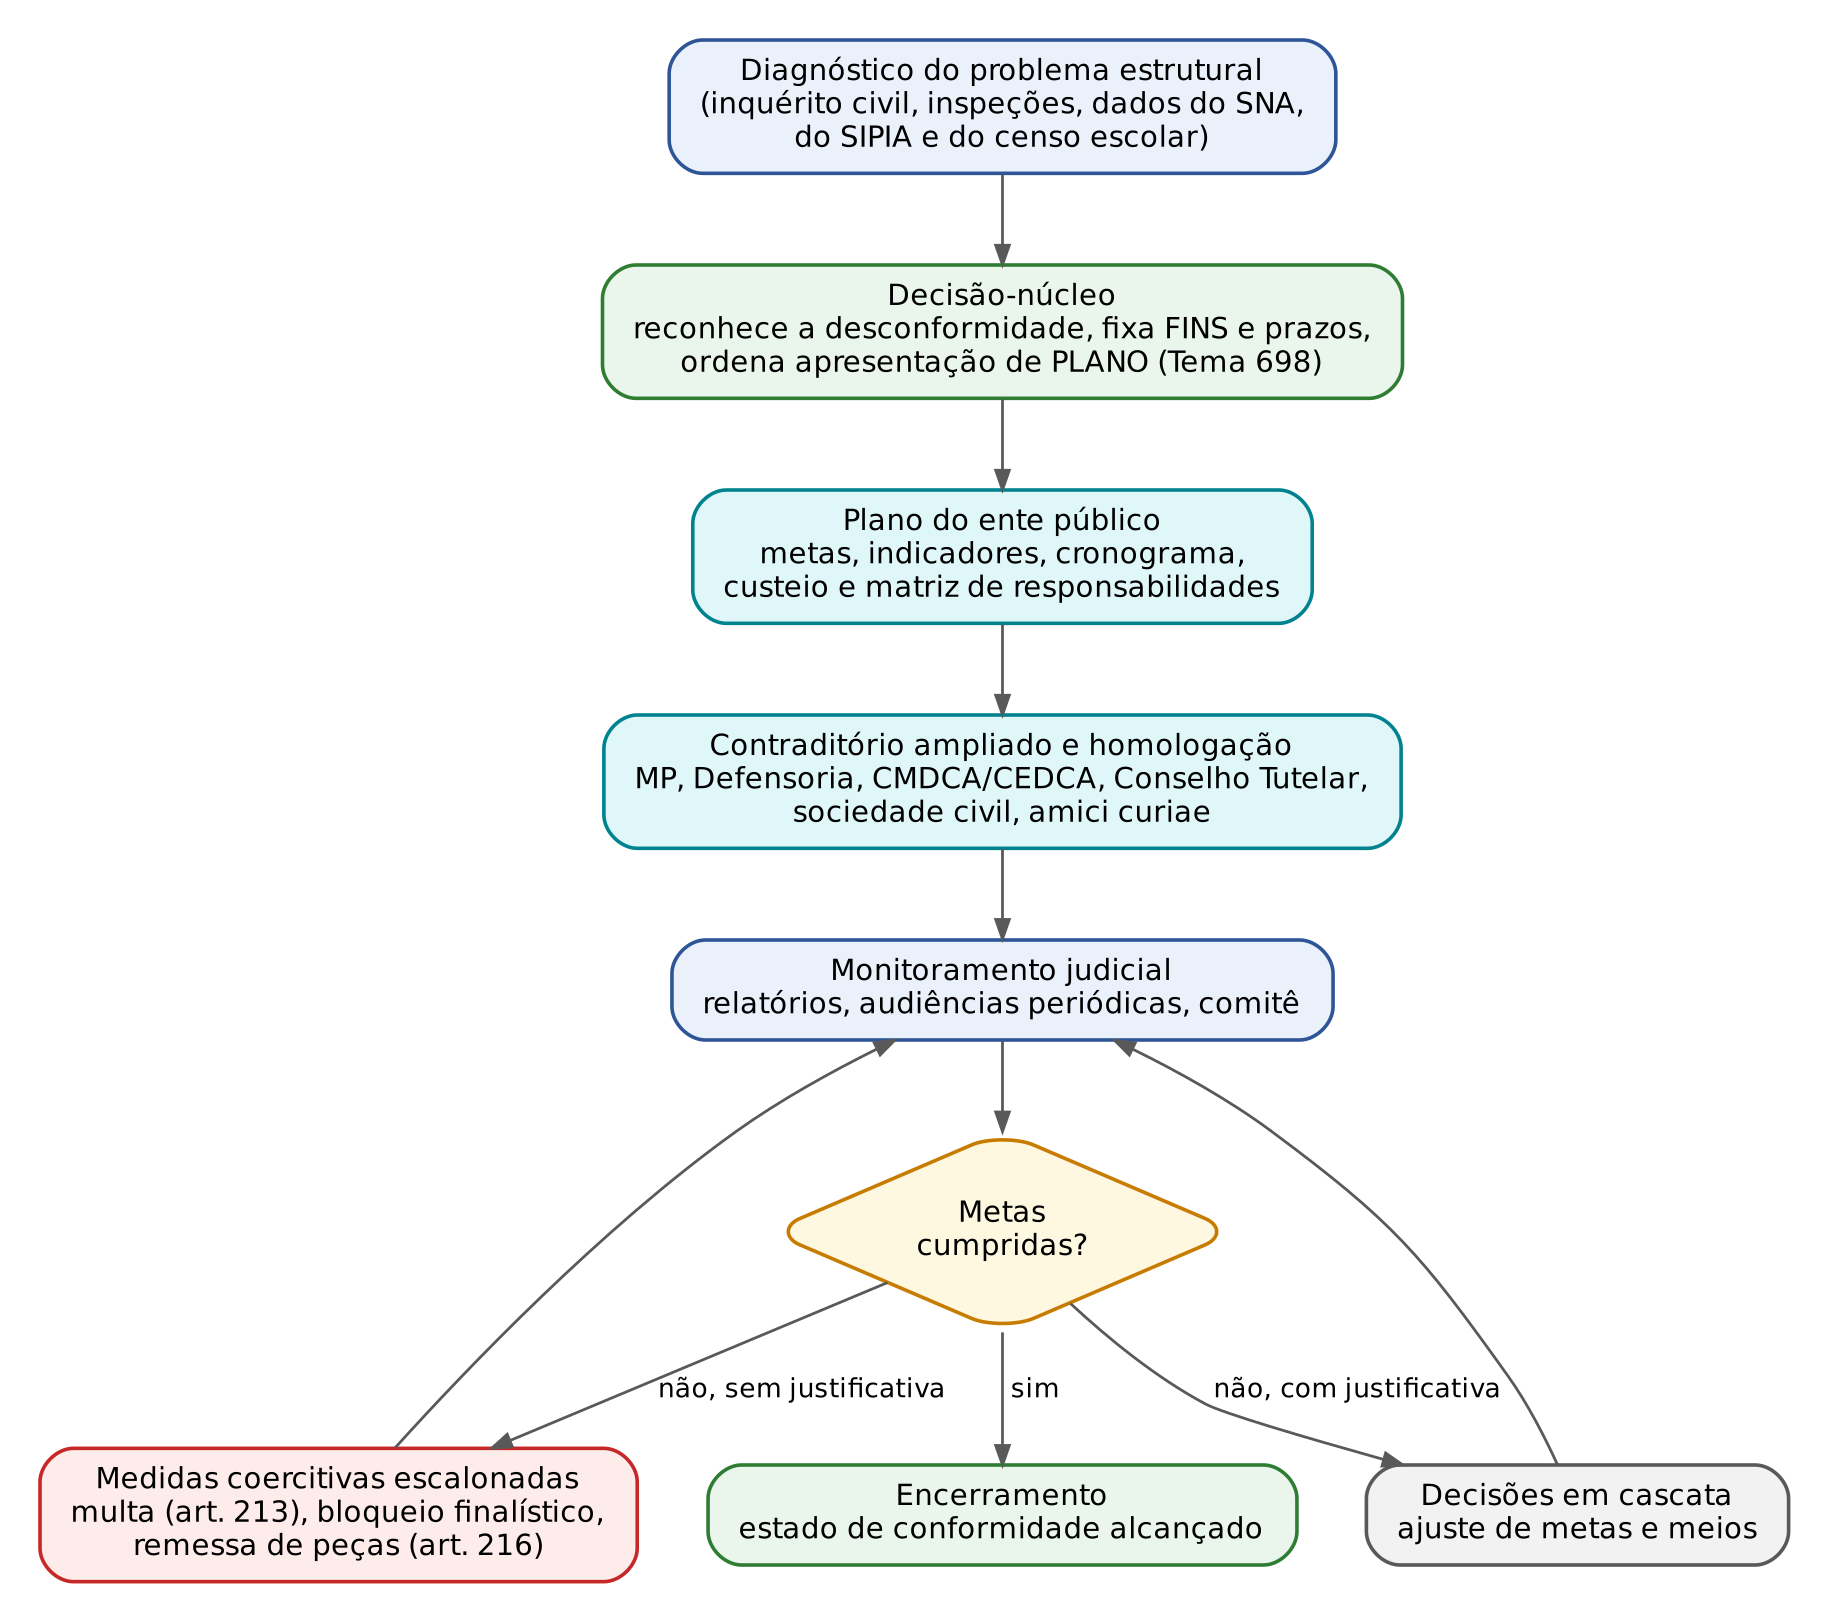 Diagnóstico do problema estrutural
(inquérito civil, inspeções, dados do SNA,
do SIPIA e do censo escolar)
Decisão-núcleo
reconhece a desconformidade, fixa FINS e prazos,
ordena apresentação de PLANO (Tema 698)
Plano do ente público
metas, indicadores, cronograma,
custeio e matriz de responsabilidades
Contraditório ampliado e homologação
MP, Defensoria, CMDCA/CEDCA, Conselho Tutelar,
sociedade civil, amici curiae
Monitoramento judicial
relatórios, audiências periódicas, comitê
Metas
cumpridas?
não, sem justificativa
sim
não, com justificativa
Medidas coercitivas escalonadas
multa (art. 213), bloqueio finalístico,
remessa de peças (art. 216)
Encerramento
estado de conformidade alcançado
Decisões em cascata
ajuste de metas e meios